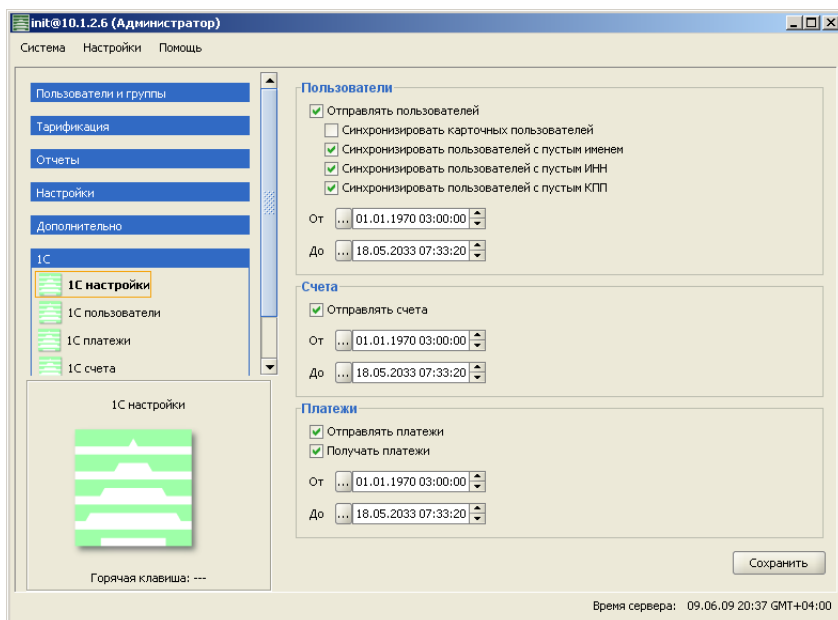 init@10.1.2.6 (Администратор)
Система Настройки Помощь
Пользователи и группы
Тарификация
Отчеты
Настройки
Дополнительно
1С
1С настройки
1С пользователи
1С платежи
1С счета
1С настройки
Горячая клавиша: ---
Пользователи
Отправлять пользователей
Синхронизировать карточных пользователей
Синхронизировать пользователей с пустым именем
Синхронизировать пользователей с пустым ИНН
Синхронизировать пользователей с пустым КПП
От ... 01.01.1970 03:00:00
До ... 18.05.2033 07:33:20
Счета
Отправлять счета
От ... 01.01.1970 03:00:00
До ... 18.05.2033 07:33:20
Платежи
Отправлять платежи
Получать платежи
От ... 01.01.1970 03:00:00
До ... 18.05.2033 07:33:20
Сохранить
Время сервера: 09.06.09 20:37 GMT+04:00